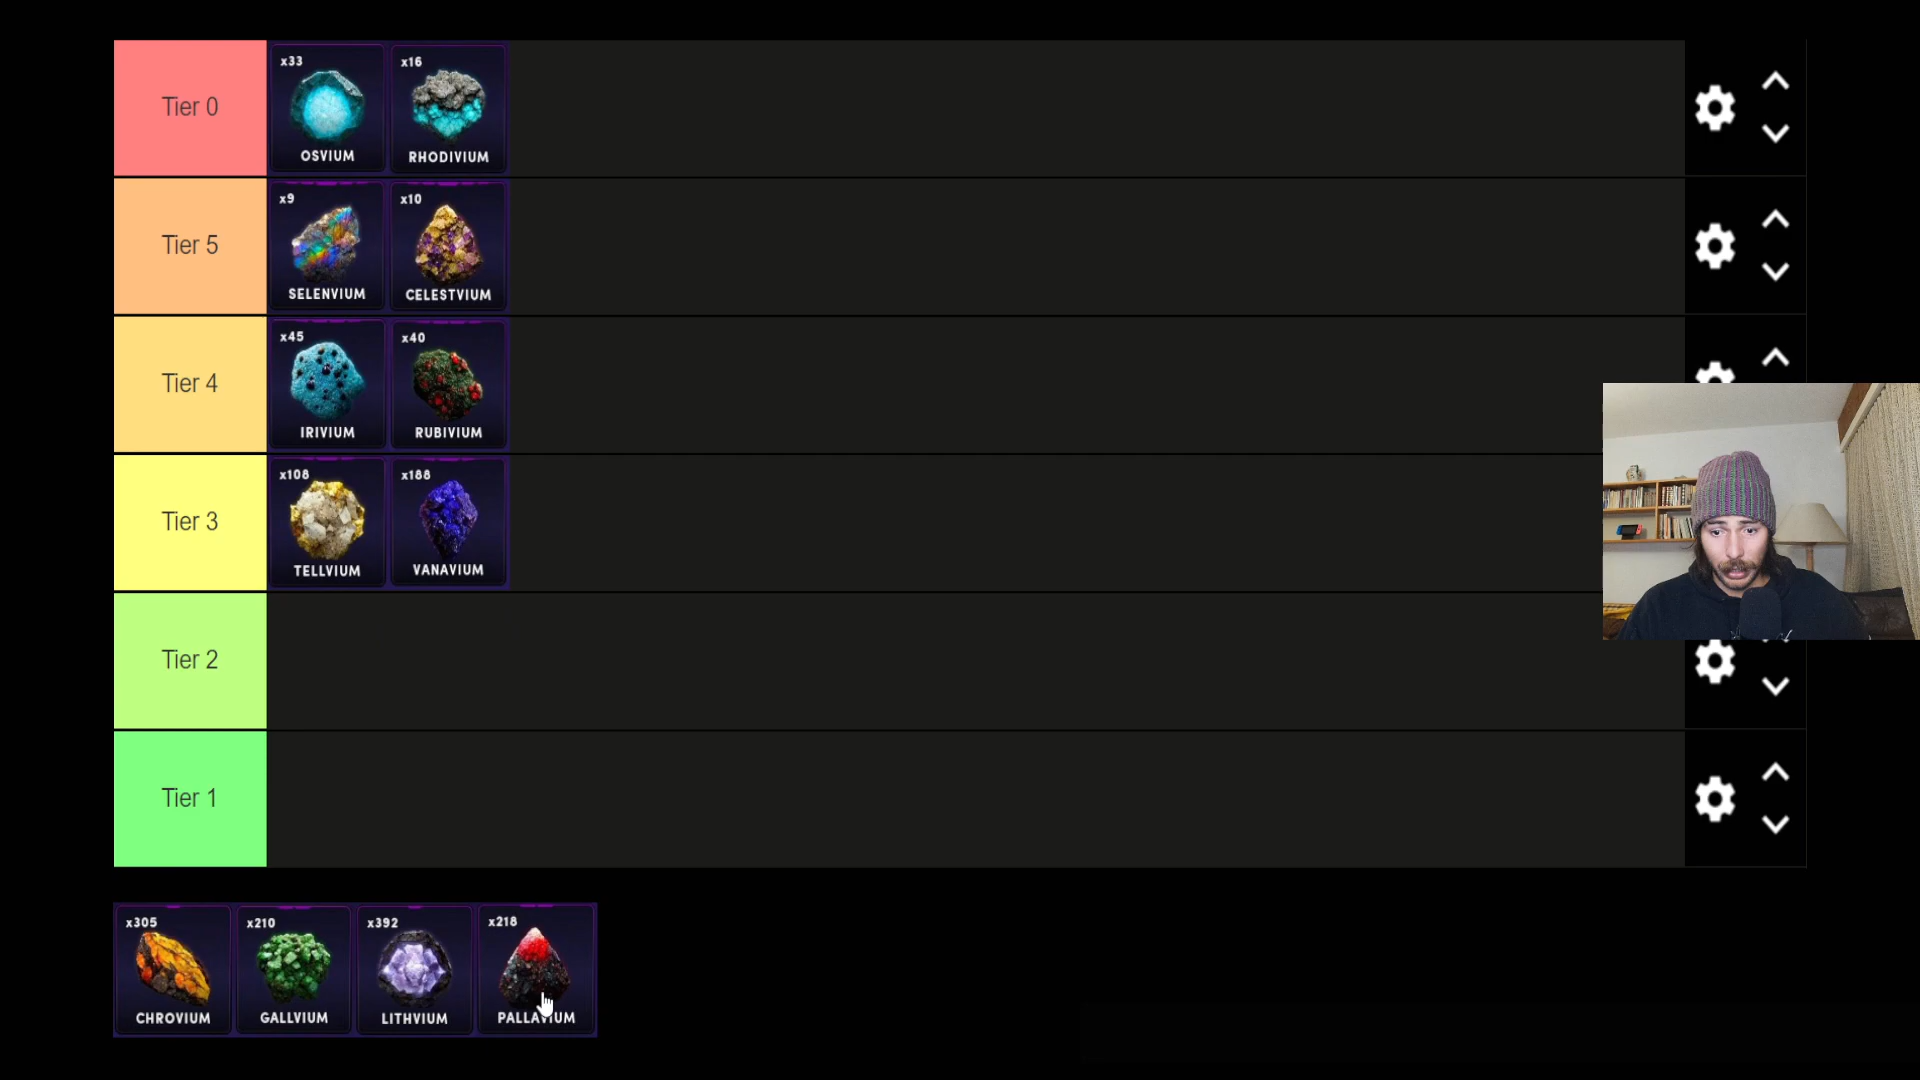 Tier 0
x33
OSVIUM
x16
RHODIVIUM
Tier 5
x9
SELENVIUM
x10
CELESTVIUM
Tier 4
x45
IRIVIUM
x40
RUBIVIUM
Tier 3
x108
TELLVIUM
x188
VANAVIUM
Tier 2
Tier 1
x305
CHROVIUM
x210
GALLVIUM
x392
LITHVIUM
x218
PALLAVIUM